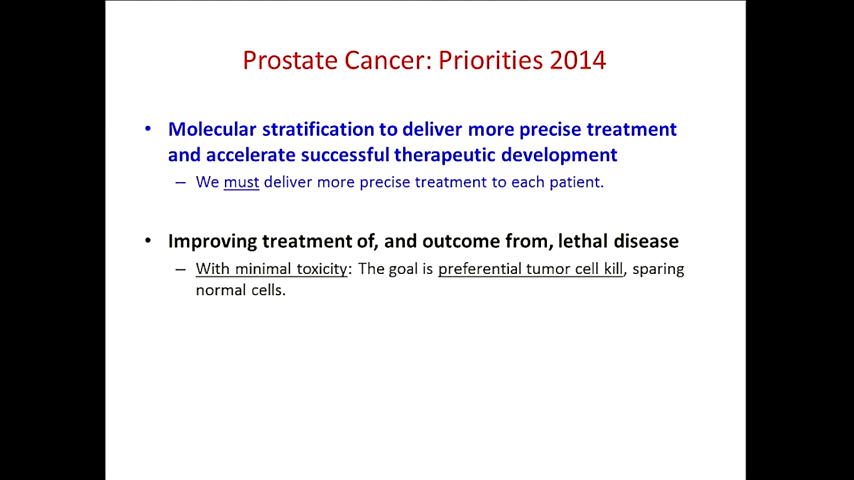 Prostate Cancer: Priorities 2014
• Molecular stratification to deliver more precise treatment
and accelerate successful therapeutic development
– We must deliver more precise treatment to each patient.
• Improving treatment of, and outcome from, lethal disease
– With minimal toxicity: The goal is preferential tumor cell kill, sparing
normal cells.